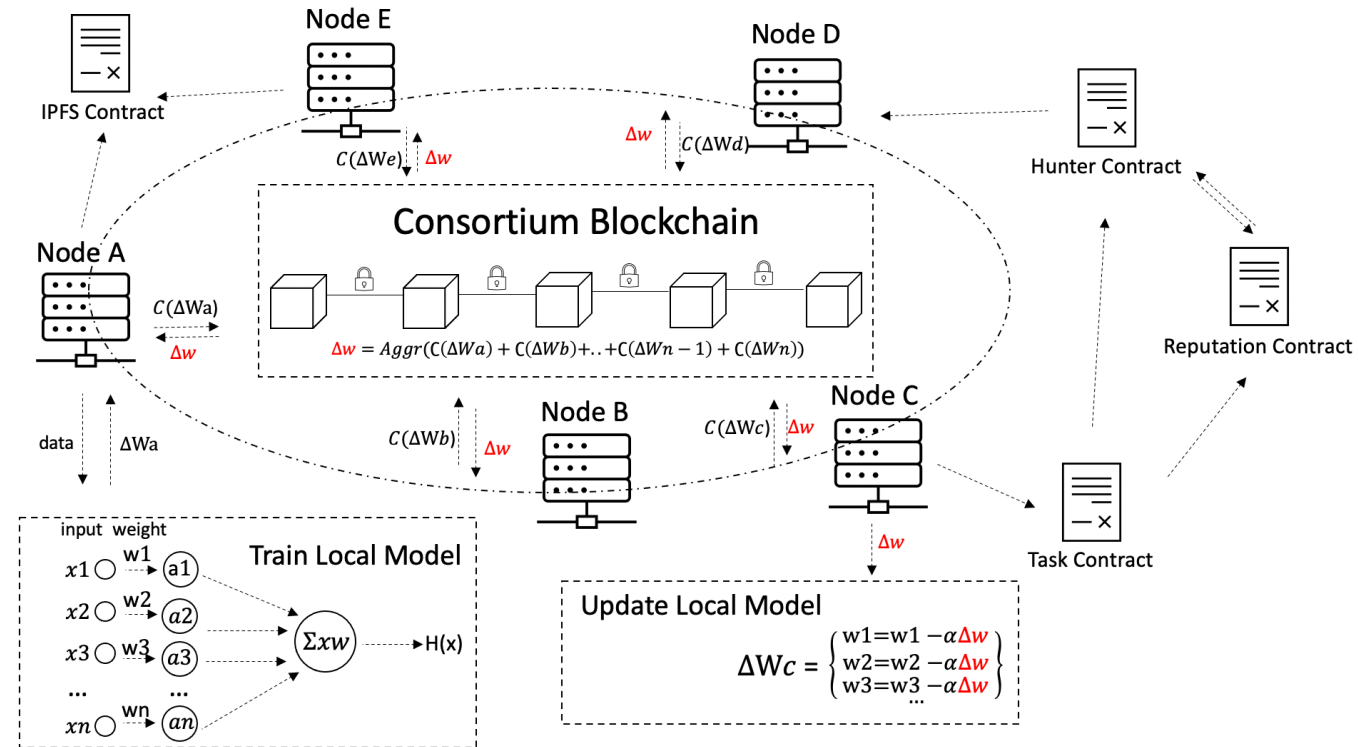 Node E
Node D
IPFS Contract
Hunter Contract
C(ΔWe)
Δw
Δw
C(ΔWd)
Consortium Blockchain
Node A
C(ΔWa)
Δw
Δw = Aggr(C(ΔWa) + C(ΔWb)+..+C(ΔWn − 1) + C(ΔWn))
Reputation Contract
data
ΔWa
C(ΔWb)
Δw
Node B
C(ΔWc)
Δw
Node C
Task Contract
Δw
input weight
Train Local Model
x1 w1 a1
x2 w2 a2
x3 w3 a3
... ...
xn wn an
Σxw
H(x)
Update Local Model
ΔWc =
w1=w1 −αΔw
w2=w2 −αΔw
w3=w3 −αΔw
...